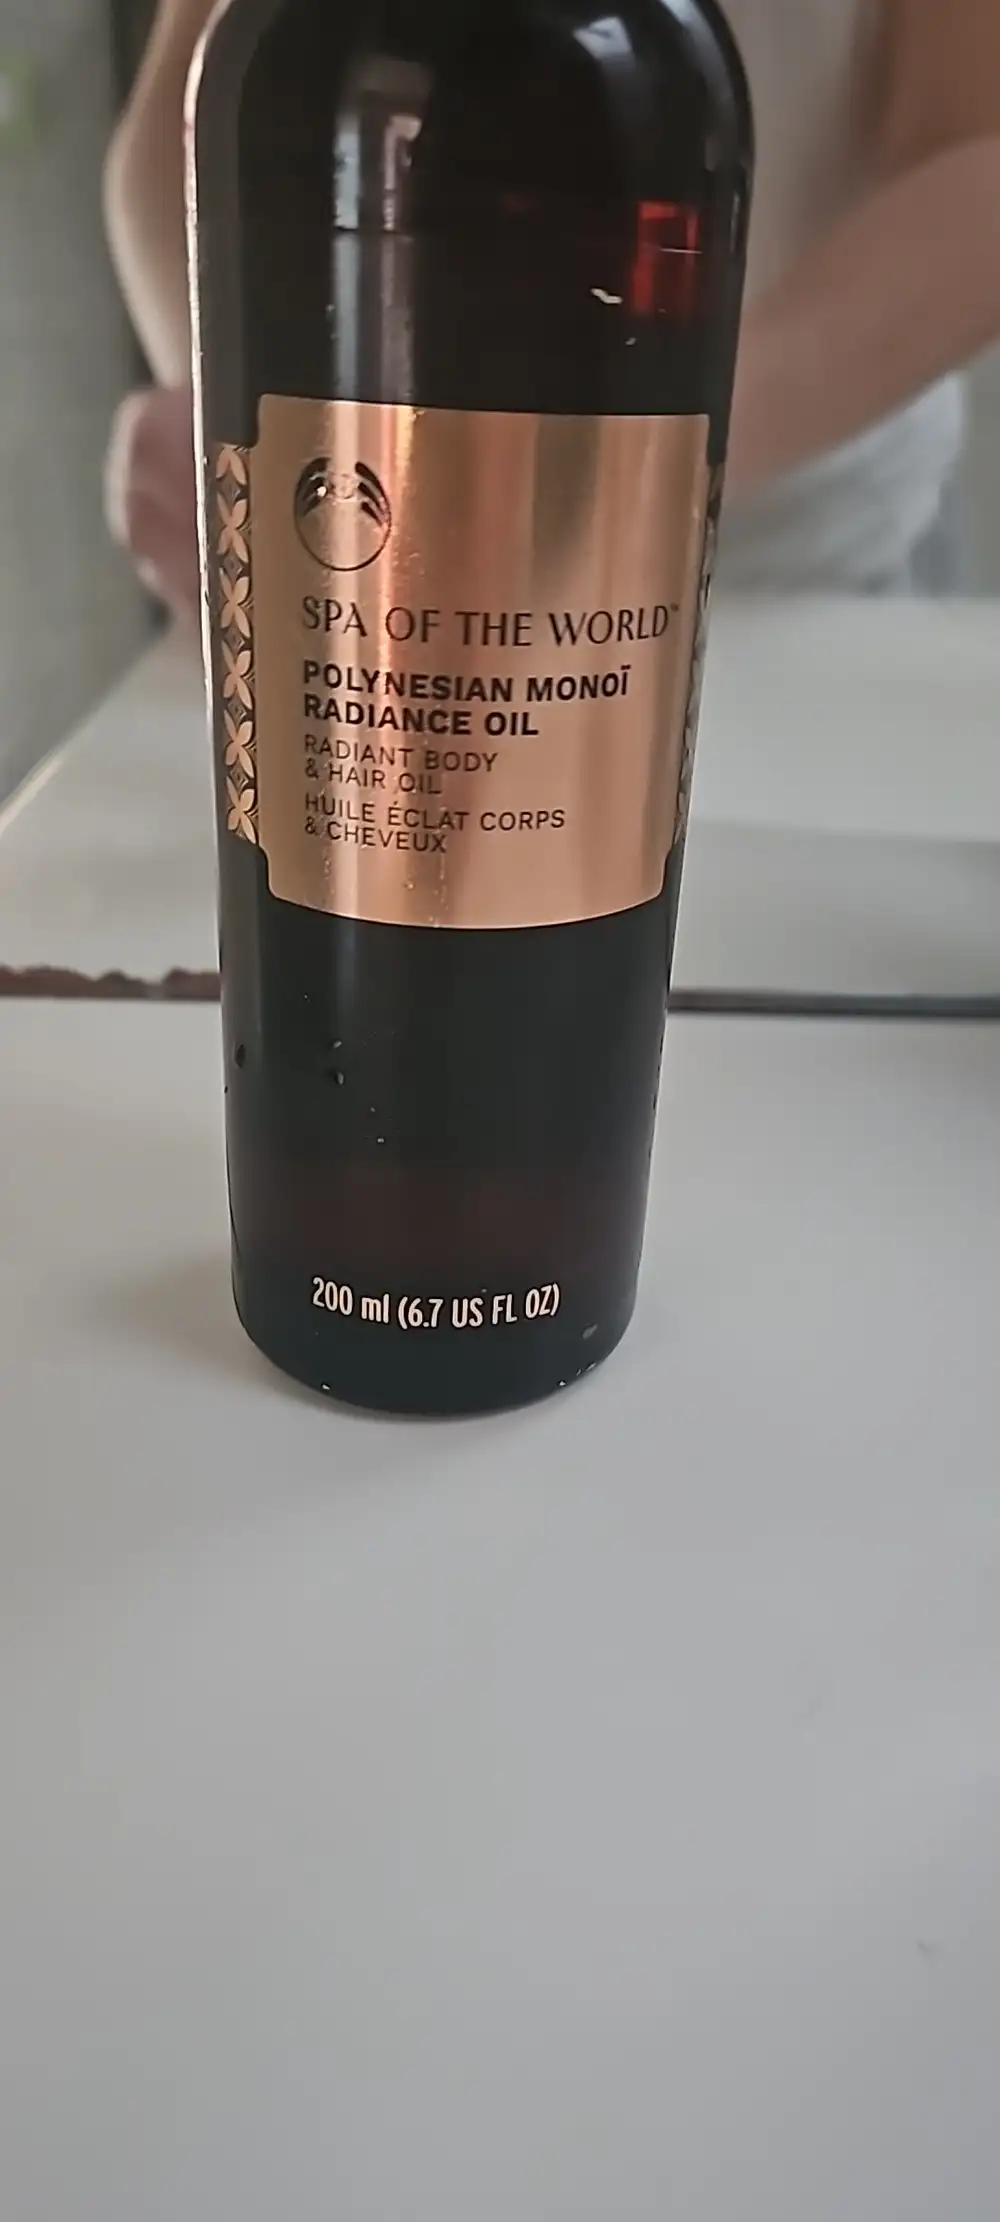 SPA OF THE WORLD™
POLYNESIAN MONOÏ
RADIANCE OIL
RADIANT BODY
& HAIR OIL
HUILE ÉCLAT CORPS
& CHEVEUX
200 ml (6.7 US FL OZ)